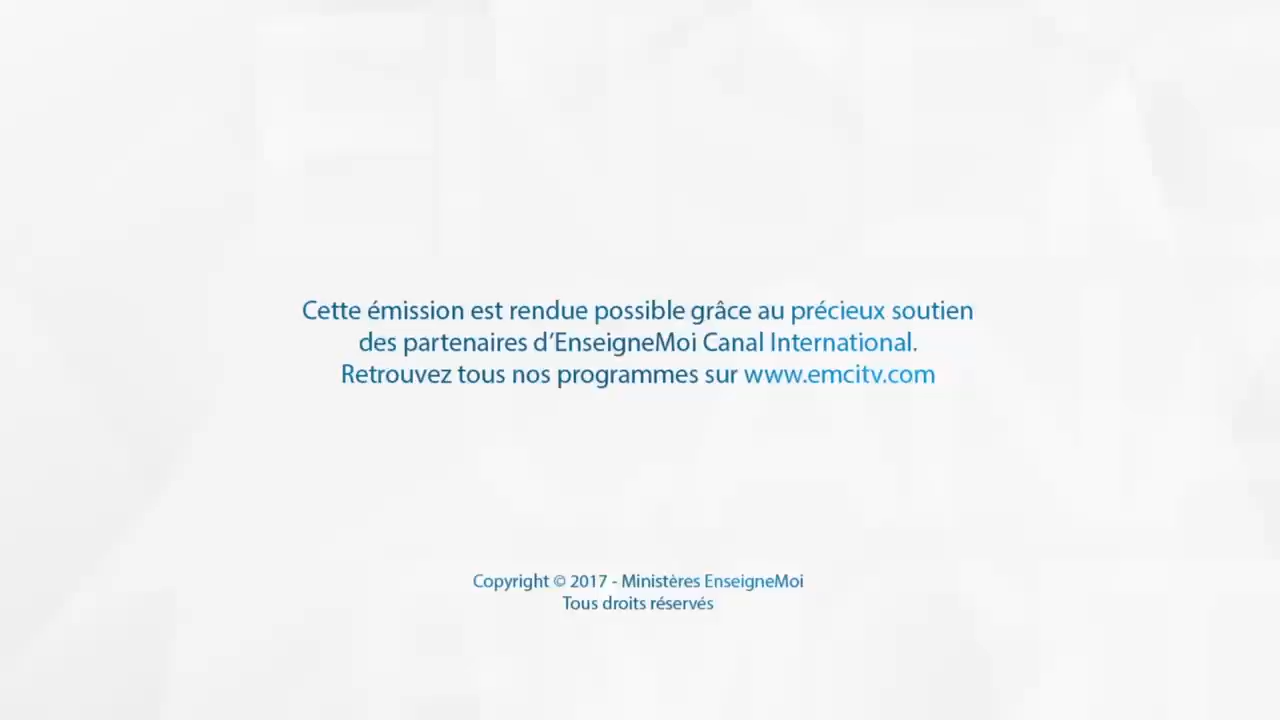 Cette émission est rendue possible grâce au précieux soutien
des partenaires d’EnseigneMoi Canal International.
Retrouvez tous nos programmes sur www.emcitv.com
Copyright © 2017 - Ministères EnseigneMoi
Tous droits réservés